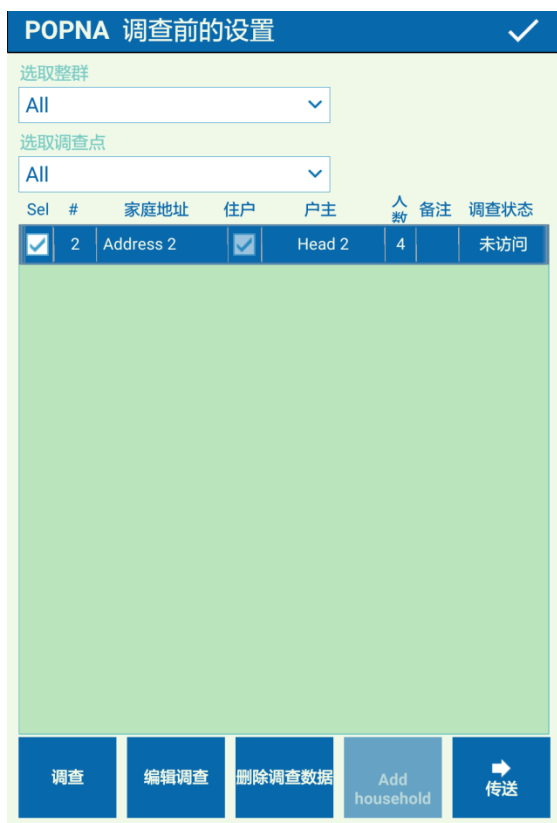 POPNA 调查前的设置
选取整群
All
选取调查点
All
Sel # 家庭地址 住户 户主 人数 备注 调查状态
2 Address 2 Head 2 4 未访问
调查 编辑调查 删除调查数据 Add household 传送